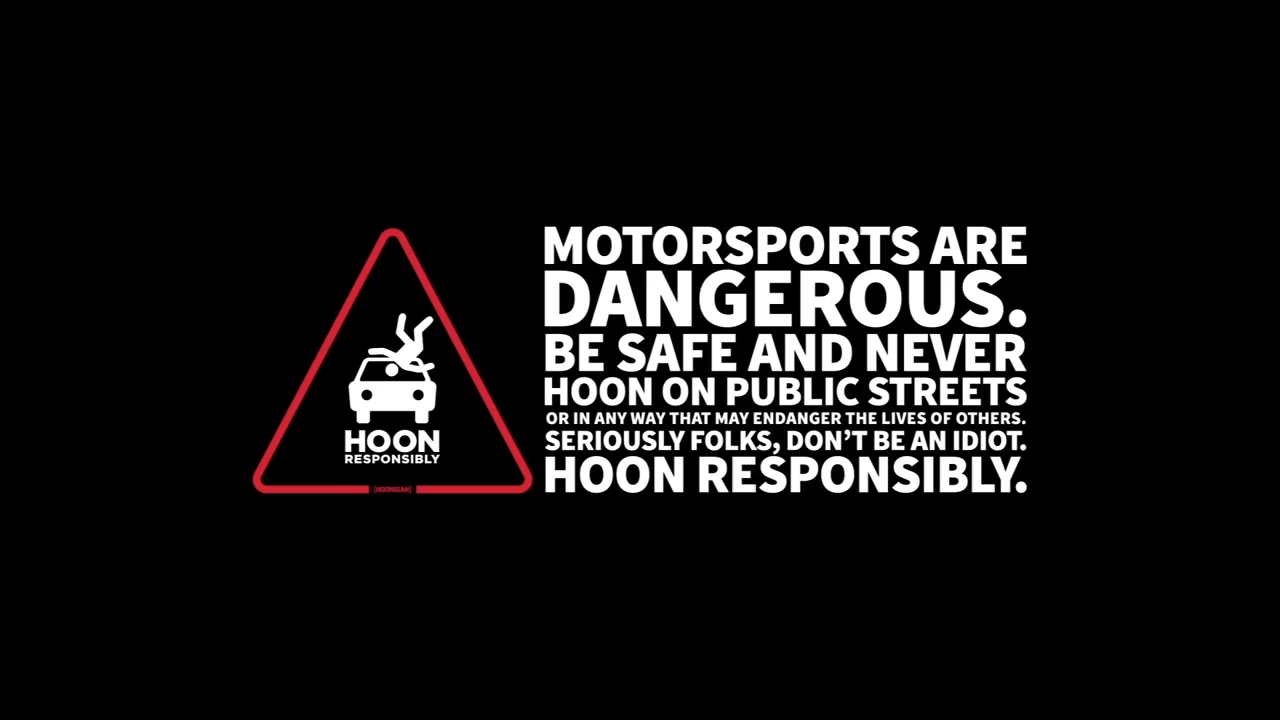 HOON
RESPONSIBLY
[HOONIGAN]
MOTORSPORTS ARE
DANGEROUS.
BE SAFE AND NEVER
HOON ON PUBLIC STREETS
OR IN ANY WAY THAT MAY ENDANGER THE LIVES OF OTHERS.
SERIOUSLY FOLKS, DON’T BE AN IDIOT.
HOON RESPONSIBLY.